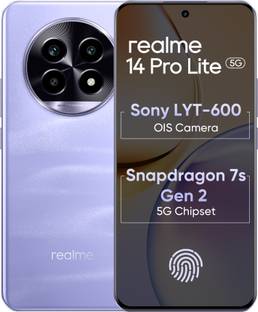 realme
14 Pro Lite 5G
Sony LYT-600
OIS Camera
Snapdragon 7s
Gen 2
5G Chipset
realme